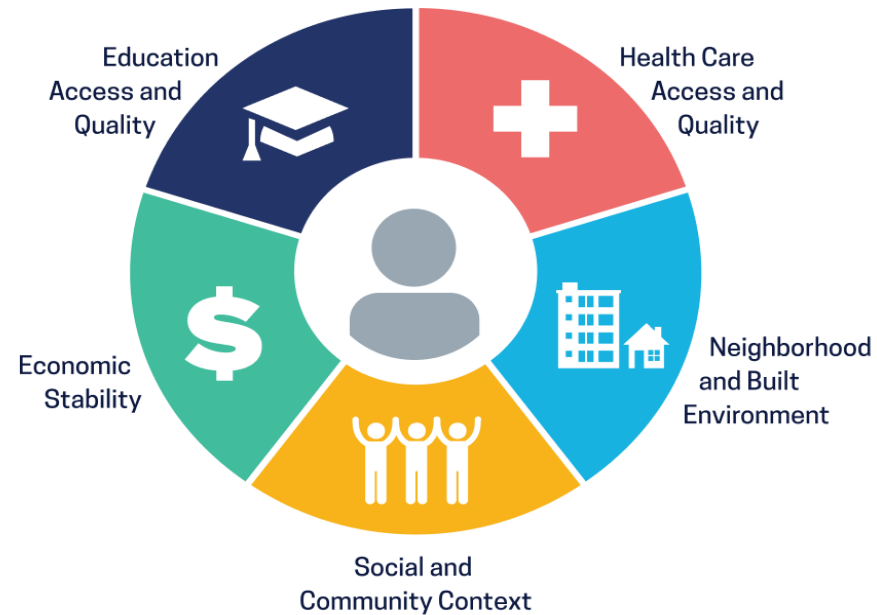 Education
Access and
Quality
Health Care
Access and
Quality
Economic
Stability
Neighborhood
and Built
Environment
Social and
Community Context